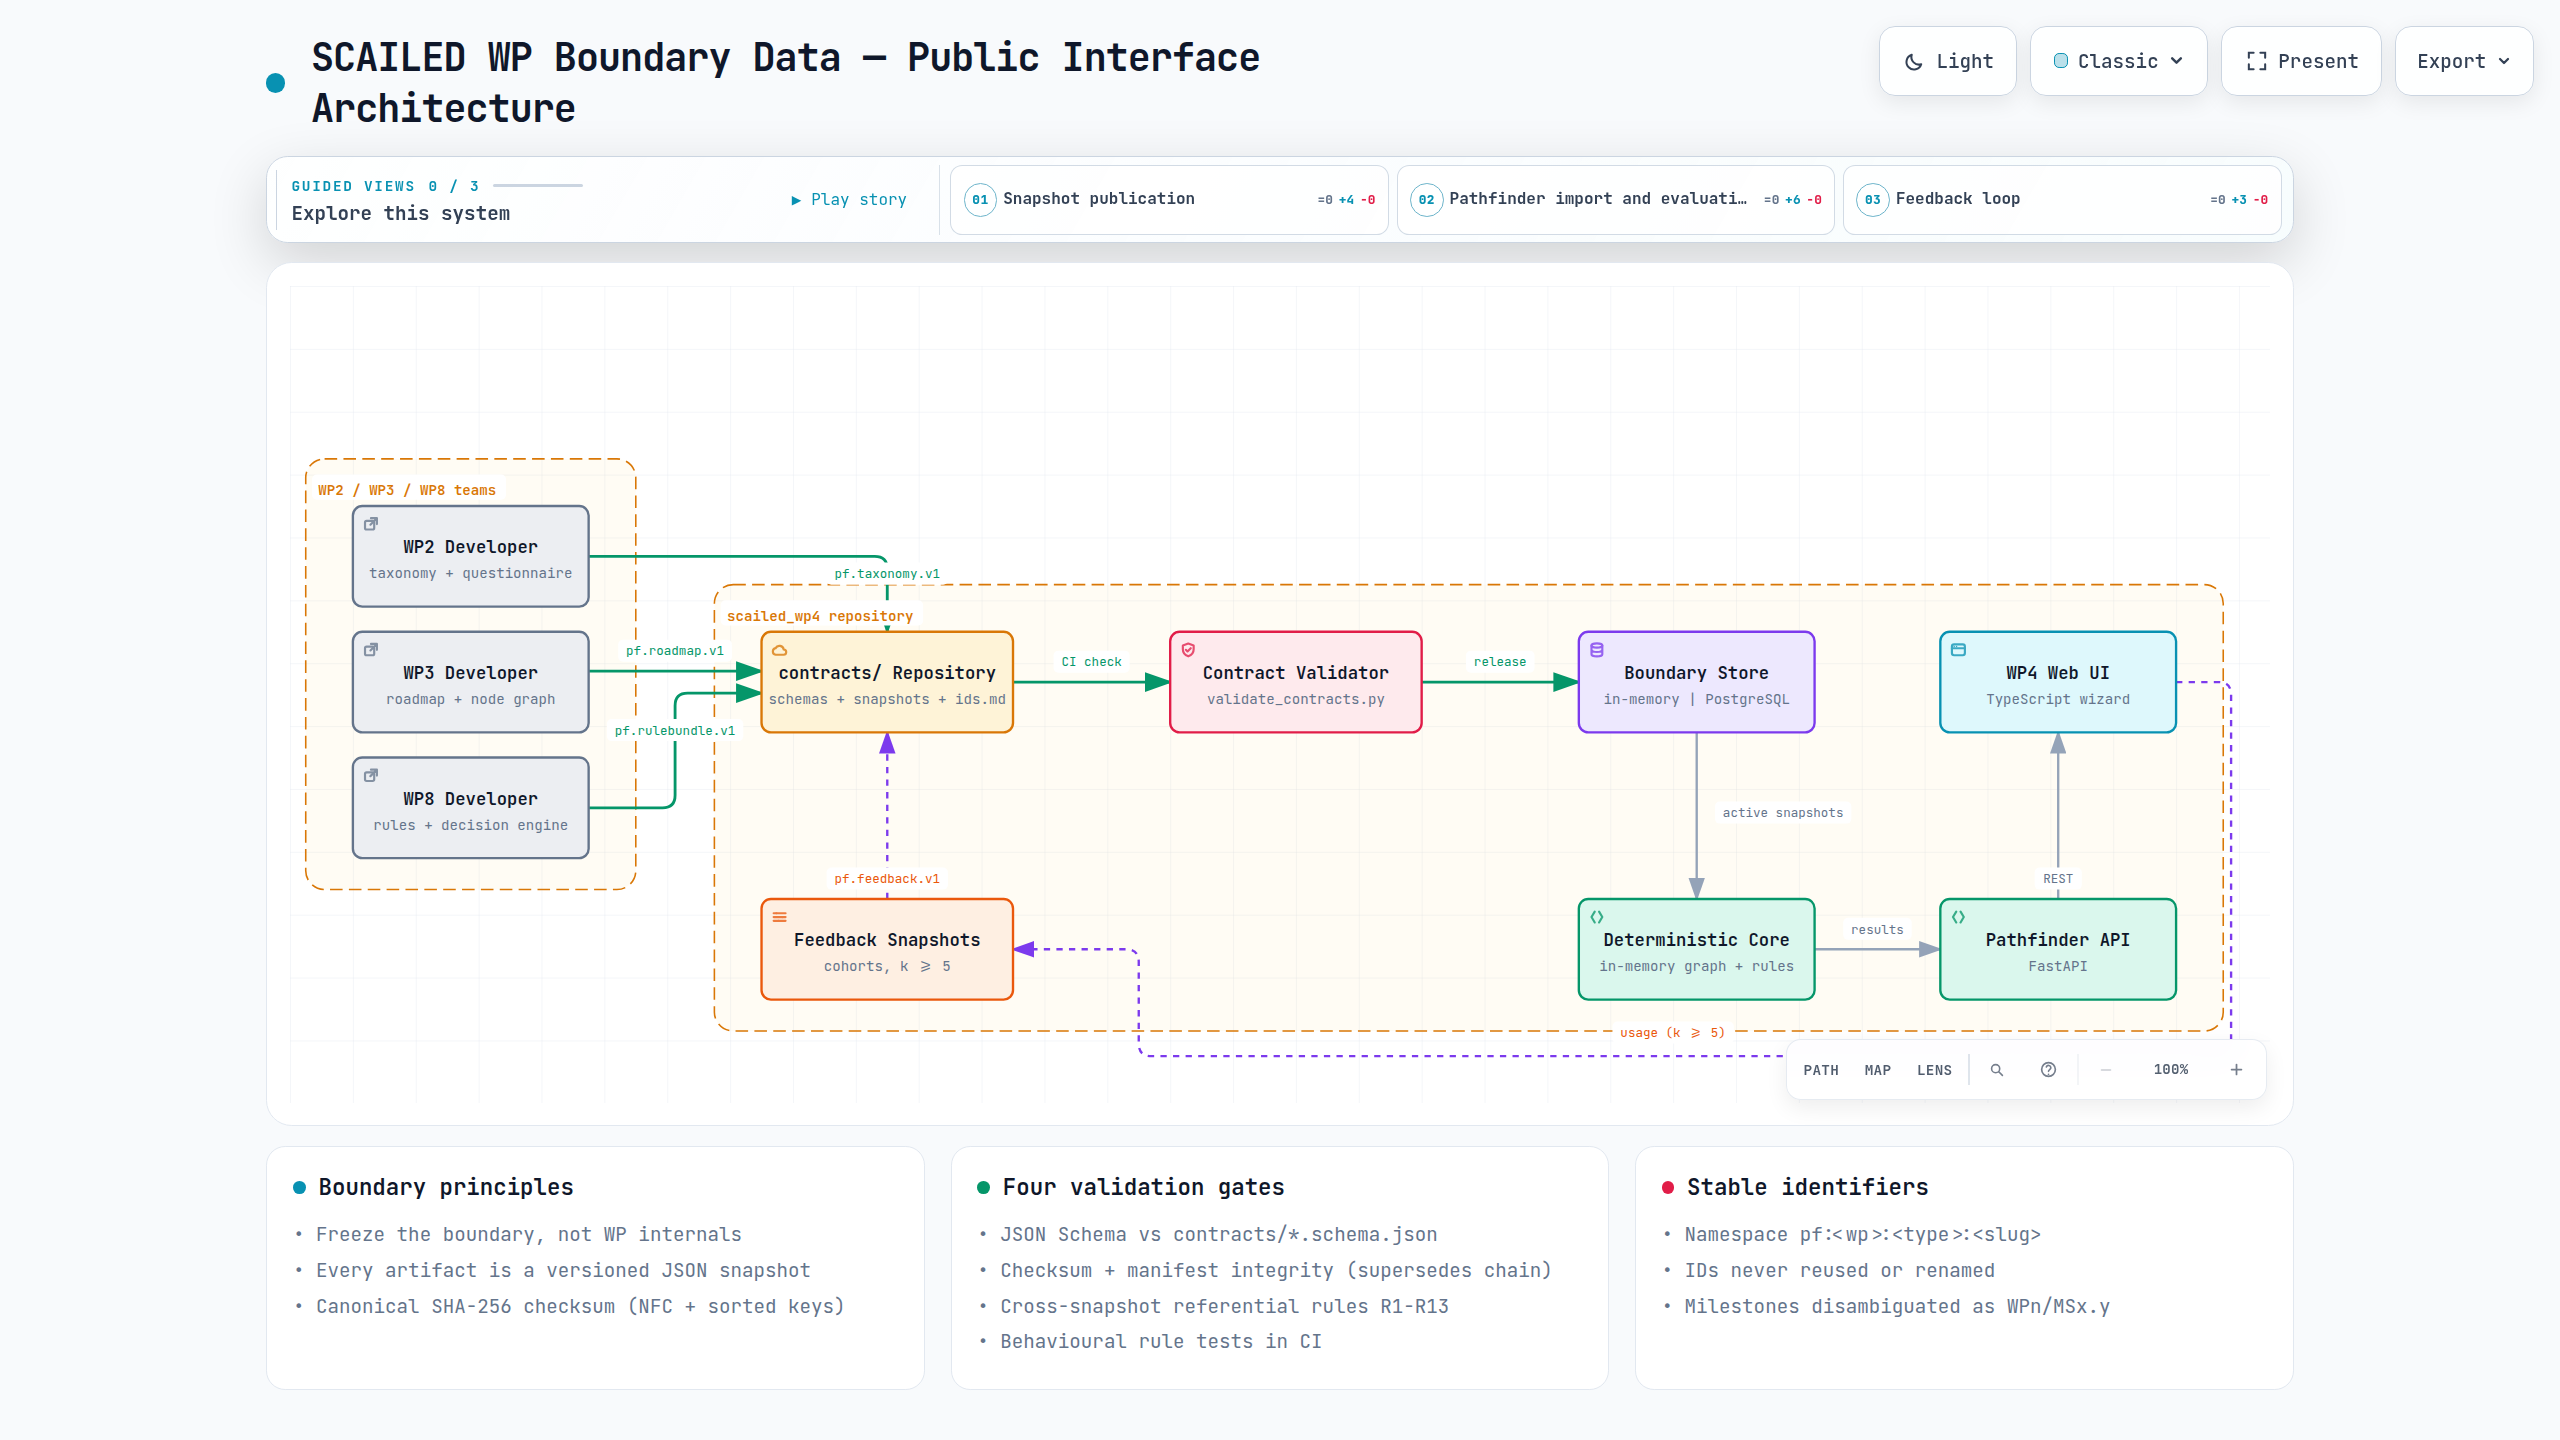 SCAILED WP Boundary Data — Public Interface
Architecture
Light
Classic
Present
Export
GUIDED VIEWS 0 / 3
Explore this system
▶ Play story
01 Snapshot publication =0 +4 -0
02 Pathfinder import and evaluati… =0 +6 -0
03 Feedback loop =0 +3 -0
WP2 / WP3 / WP8 teams
WP2 Developer
taxonomy + questionnaire
WP3 Developer
roadmap + node graph
WP8 Developer
rules + decision engine
pf.taxonomy.v1
pf.roadmap.v1
pf.rulebundle.v1
scailed_wp4 repository
contracts/ Repository
schemas + snapshots + ids.md
CI check
Contract Validator
validate_contracts.py
release
Boundary Store
in-memory | PostgreSQL
WP4 Web UI
TypeScript wizard
active snapshots
pf.feedback.v1
REST
Feedback Snapshots
cohorts, k ≥ 5
Deterministic Core
in-memory graph + rules
results
Pathfinder API
FastAPI
usage (k ≥ 5)
PATH MAP LENS 100%
Boundary principles
• Freeze the boundary, not WP internals
• Every artifact is a versioned JSON snapshot
• Canonical SHA-256 checksum (NFC + sorted keys)
Four validation gates
• JSON Schema vs contracts/*.schema.json
• Checksum + manifest integrity (supersedes chain)
• Cross-snapshot referential rules R1-R13
• Behavioural rule tests in CI
Stable identifiers
• Namespace pf:<wp>:<type>:<slug>
• IDs never reused or renamed
• Milestones disambiguated as WPn/MSx.y